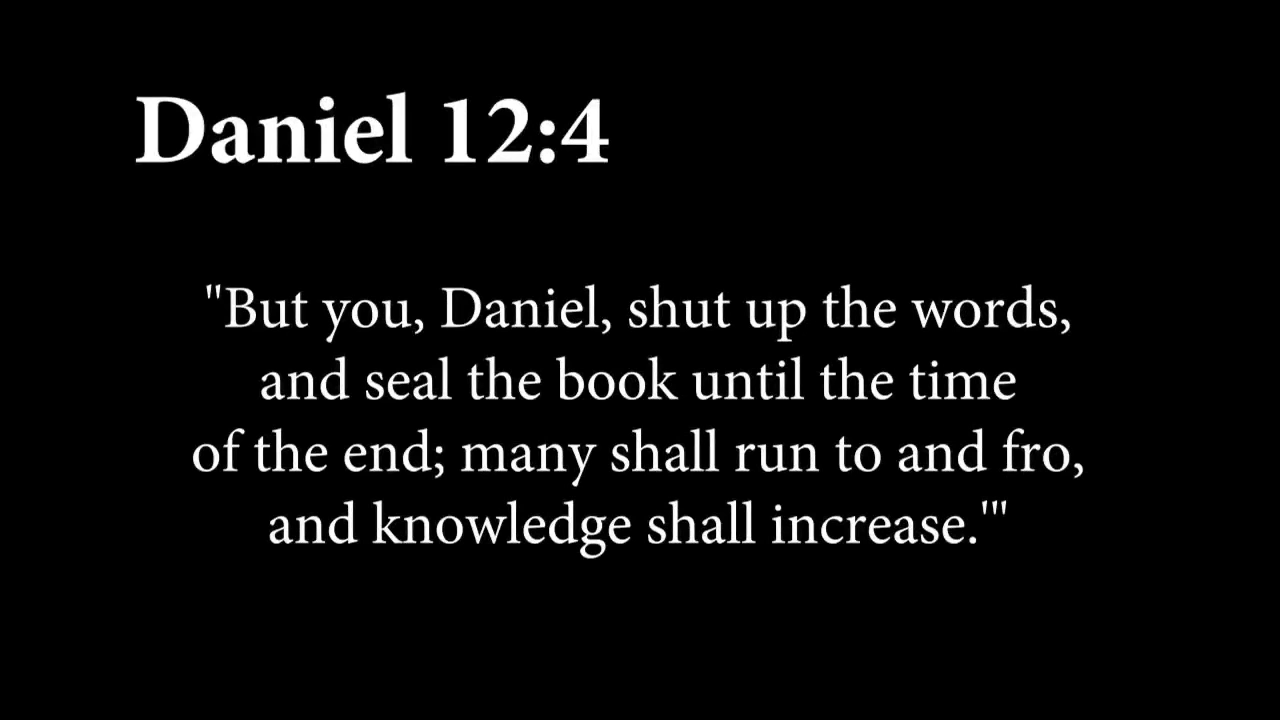 Daniel 12:4
"But you, Daniel, shut up the words,
and seal the book until the time
of the end; many shall run to and fro,
and knowledge shall increase.'"